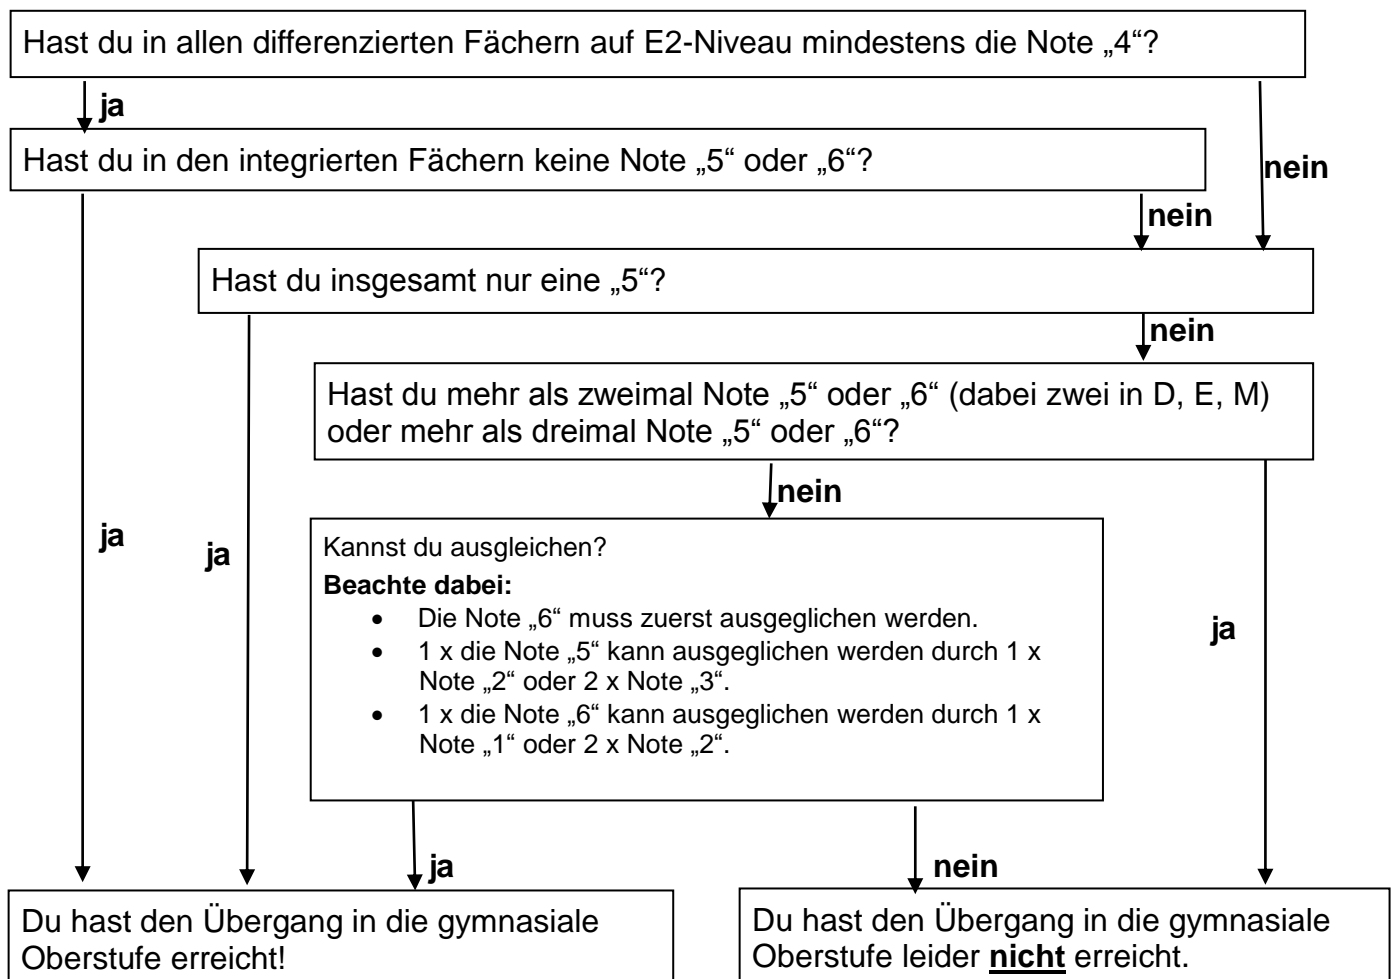 Hast du in allen differenzierten Fächern auf E2-Niveau mindestens die Note „4“?
ja
Hast du in den integrierten Fächern keine Note „5“ oder „6“?
nein
nein
Hast du insgesamt nur eine „5“?
nein
Hast du mehr als zweimal Note „5“ oder „6“ (dabei zwei in D, E, M)
oder mehr als dreimal Note „5“ oder „6“?
nein
ja
ja
Kannst du ausgleichen?
Beachte dabei:
• Die Note „6“ muss zuerst ausgeglichen werden.
• 1 x die Note „5“ kann ausgeglichen werden durch 1 x
Note „2“ oder 2 x Note „3“.
• 1 x die Note „6“ kann ausgeglichen werden durch 1 x
Note „1“ oder 2 x Note „2“.
ja
ja
nein
Du hast den Übergang in die gymnasiale
Oberstufe erreicht!
Du hast den Übergang in die gymnasiale
Oberstufe leider nicht erreicht.